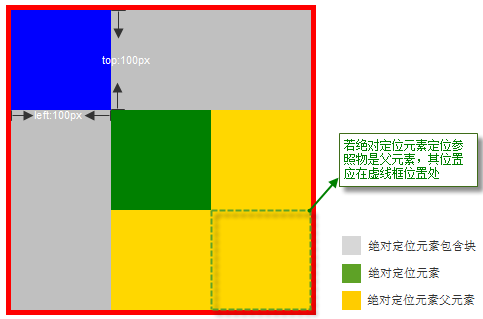 top:100px
left:100px
若绝对定位元素定位参
照物是父元素，其位置
应在虚线框位置处
绝对定位元素包含块
绝对定位元素
绝对定位元素父元素